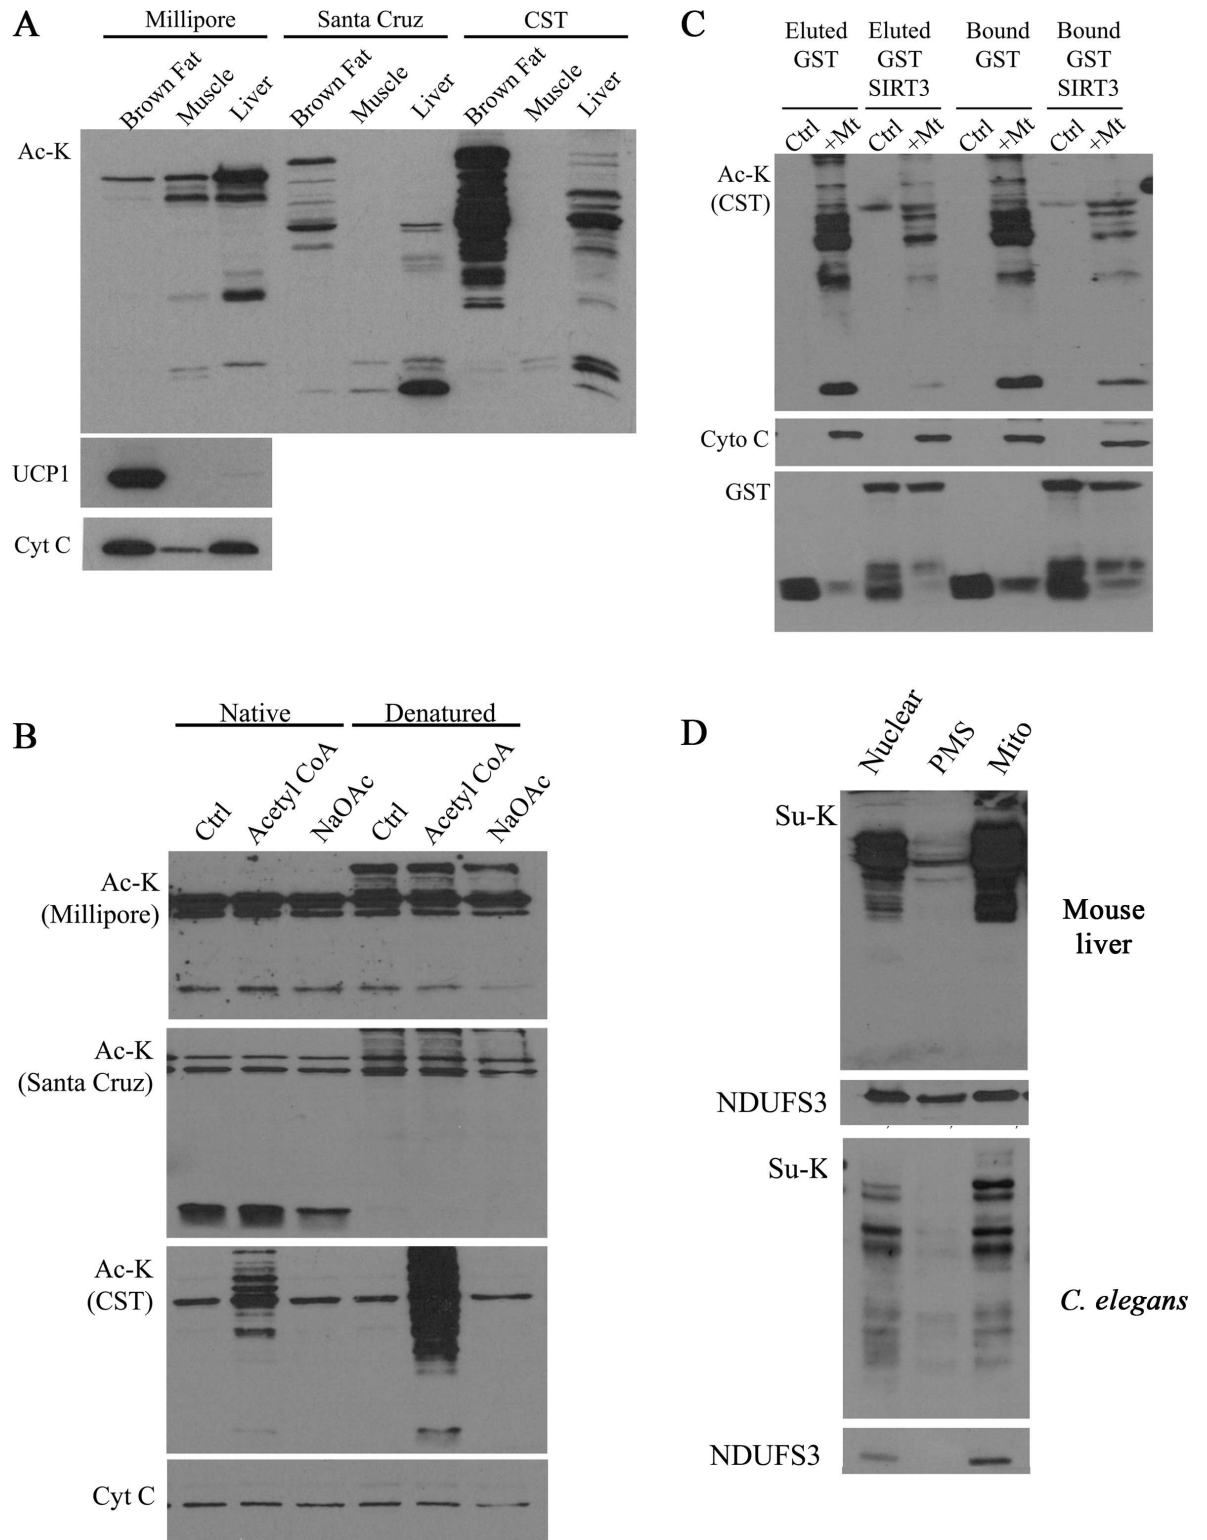 A
Millipore
Santa Cruz
CST
Brown Fat
Muscle
Liver
Brown Fat
Muscle
Liver
Brown Fat
Muscle
Liver
Ac-K
UCP1
Cyt C
C
Eluted
GST
Eluted
GST
SIRT3
Bound
GST
Bound
GST
SIRT3
Ctrl
+Mt
Ctrl
+Mt
Ctrl
+Mt
Ctrl
+Mt
Ac-K
(CST)
Cyto C
GST
B
Native
Denatured
Ctrl
Acetyl CoA
NaOAc
Ctrl
Acetyl CoA
NaOAc
Ac-K
(Millipore)
Ac-K
(Santa Cruz)
Ac-K
(CST)
Cyt C
D
Nuclear
PMS
Mito
Su-K
Mouse
liver
NDUFS3
Su-K
C. elegans
NDUFS3